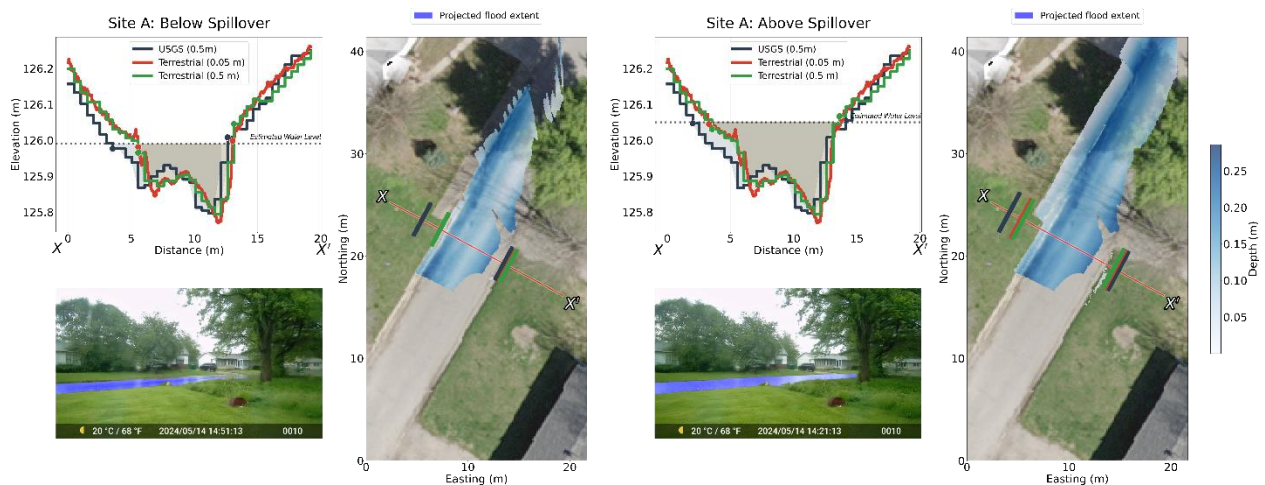 Site A: Below Spillover
USGS (0.5m)
Terrestrial (0.05 m)
Terrestrial (0.5 m)
Estimated Water Level
126.2
126.1
126.0
125.9
125.8
Elevation (m)
0
5
10
15
20
X
Distance (m)
X'
20 °C / 68 °F 2024/05/14 14:51:13 0010
Projected flood extent
40
30
20
10
0
Northing (m)
X
X'
0
10
20
Easting (m)
Site A: Above Spillover
USGS (0.5m)
Terrestrial (0.05 m)
Terrestrial (0.5 m)
Estimated Water Level
126.2
126.1
126.0
125.9
125.8
Elevation (m)
0
5
10
15
20
X
Distance (m)
X'
20 °C / 68 °F 2024/05/14 14:21:13 0010
Projected flood extent
40
30
20
10
0
Northing (m)
X
X'
0
10
20
Easting (m)
0.25
0.20
0.15
0.10
0.05
Depth (m)